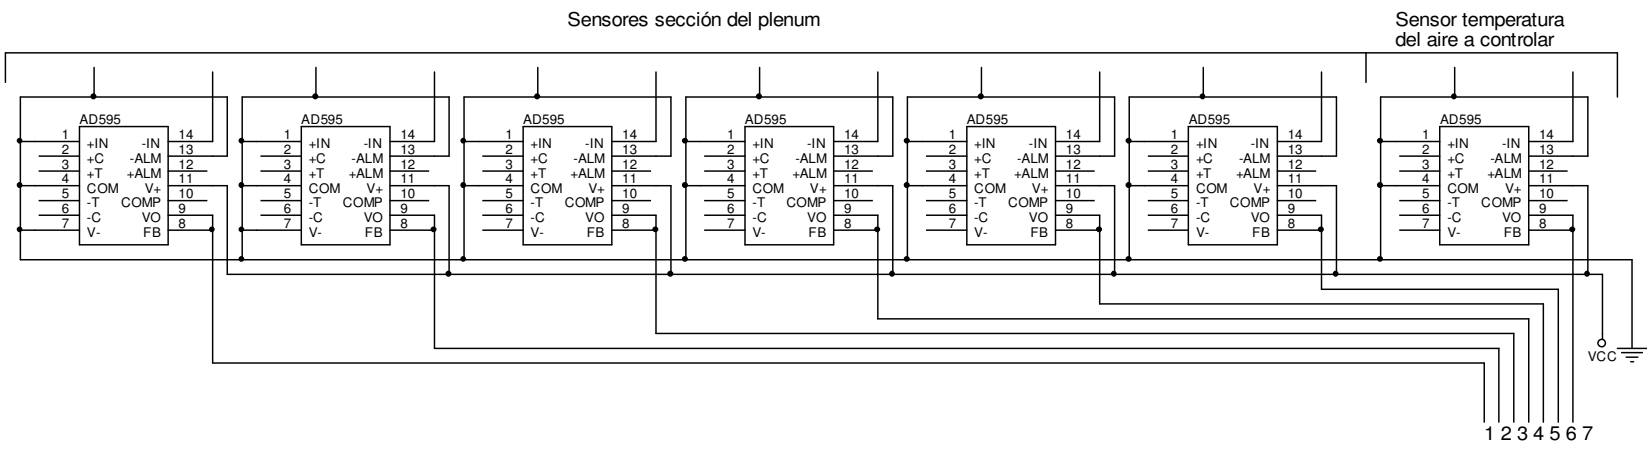 Sensores sección del plenum
Sensor temperatura
del aire a controlar
AD595 AD595 AD595 AD595 AD595 AD595 AD595
1 +IN -IN 14 1 +IN -IN 14 1 +IN -IN 14 1 +IN -IN 14 1 +IN -IN 14 1 +IN -IN 14 1 +IN -IN 14
2 +C -ALM 13 2 +C -ALM 13 2 +C -ALM 13 2 +C -ALM 13 2 +C -ALM 13 2 +C -ALM 13 2 +C -ALM 13
3 +T +ALM 12 3 +T +ALM 12 3 +T +ALM 12 3 +T +ALM 12 3 +T +ALM 12 3 +T +ALM 12 3 +T +ALM 12
4 COM V+ 11 4 COM V+ 11 4 COM V+ 11 4 COM V+ 11 4 COM V+ 11 4 COM V+ 11 4 COM V+ 11
5 -T COMP 10 5 -T COMP 10 5 -T COMP 10 5 -T COMP 10 5 -T COMP 10 5 -T COMP 10 5 -T COMP 10
6 -C VO 9 6 -C VO 9 6 -C VO 9 6 -C VO 9 6 -C VO 9 6 -C VO 9 6 -C VO 9
7 V- FB 8 7 V- FB 8 7 V- FB 8 7 V- FB 8 7 V- FB 8 7 V- FB 8 7 V- FB 8
VCC
1 2 3 4 5 6 7